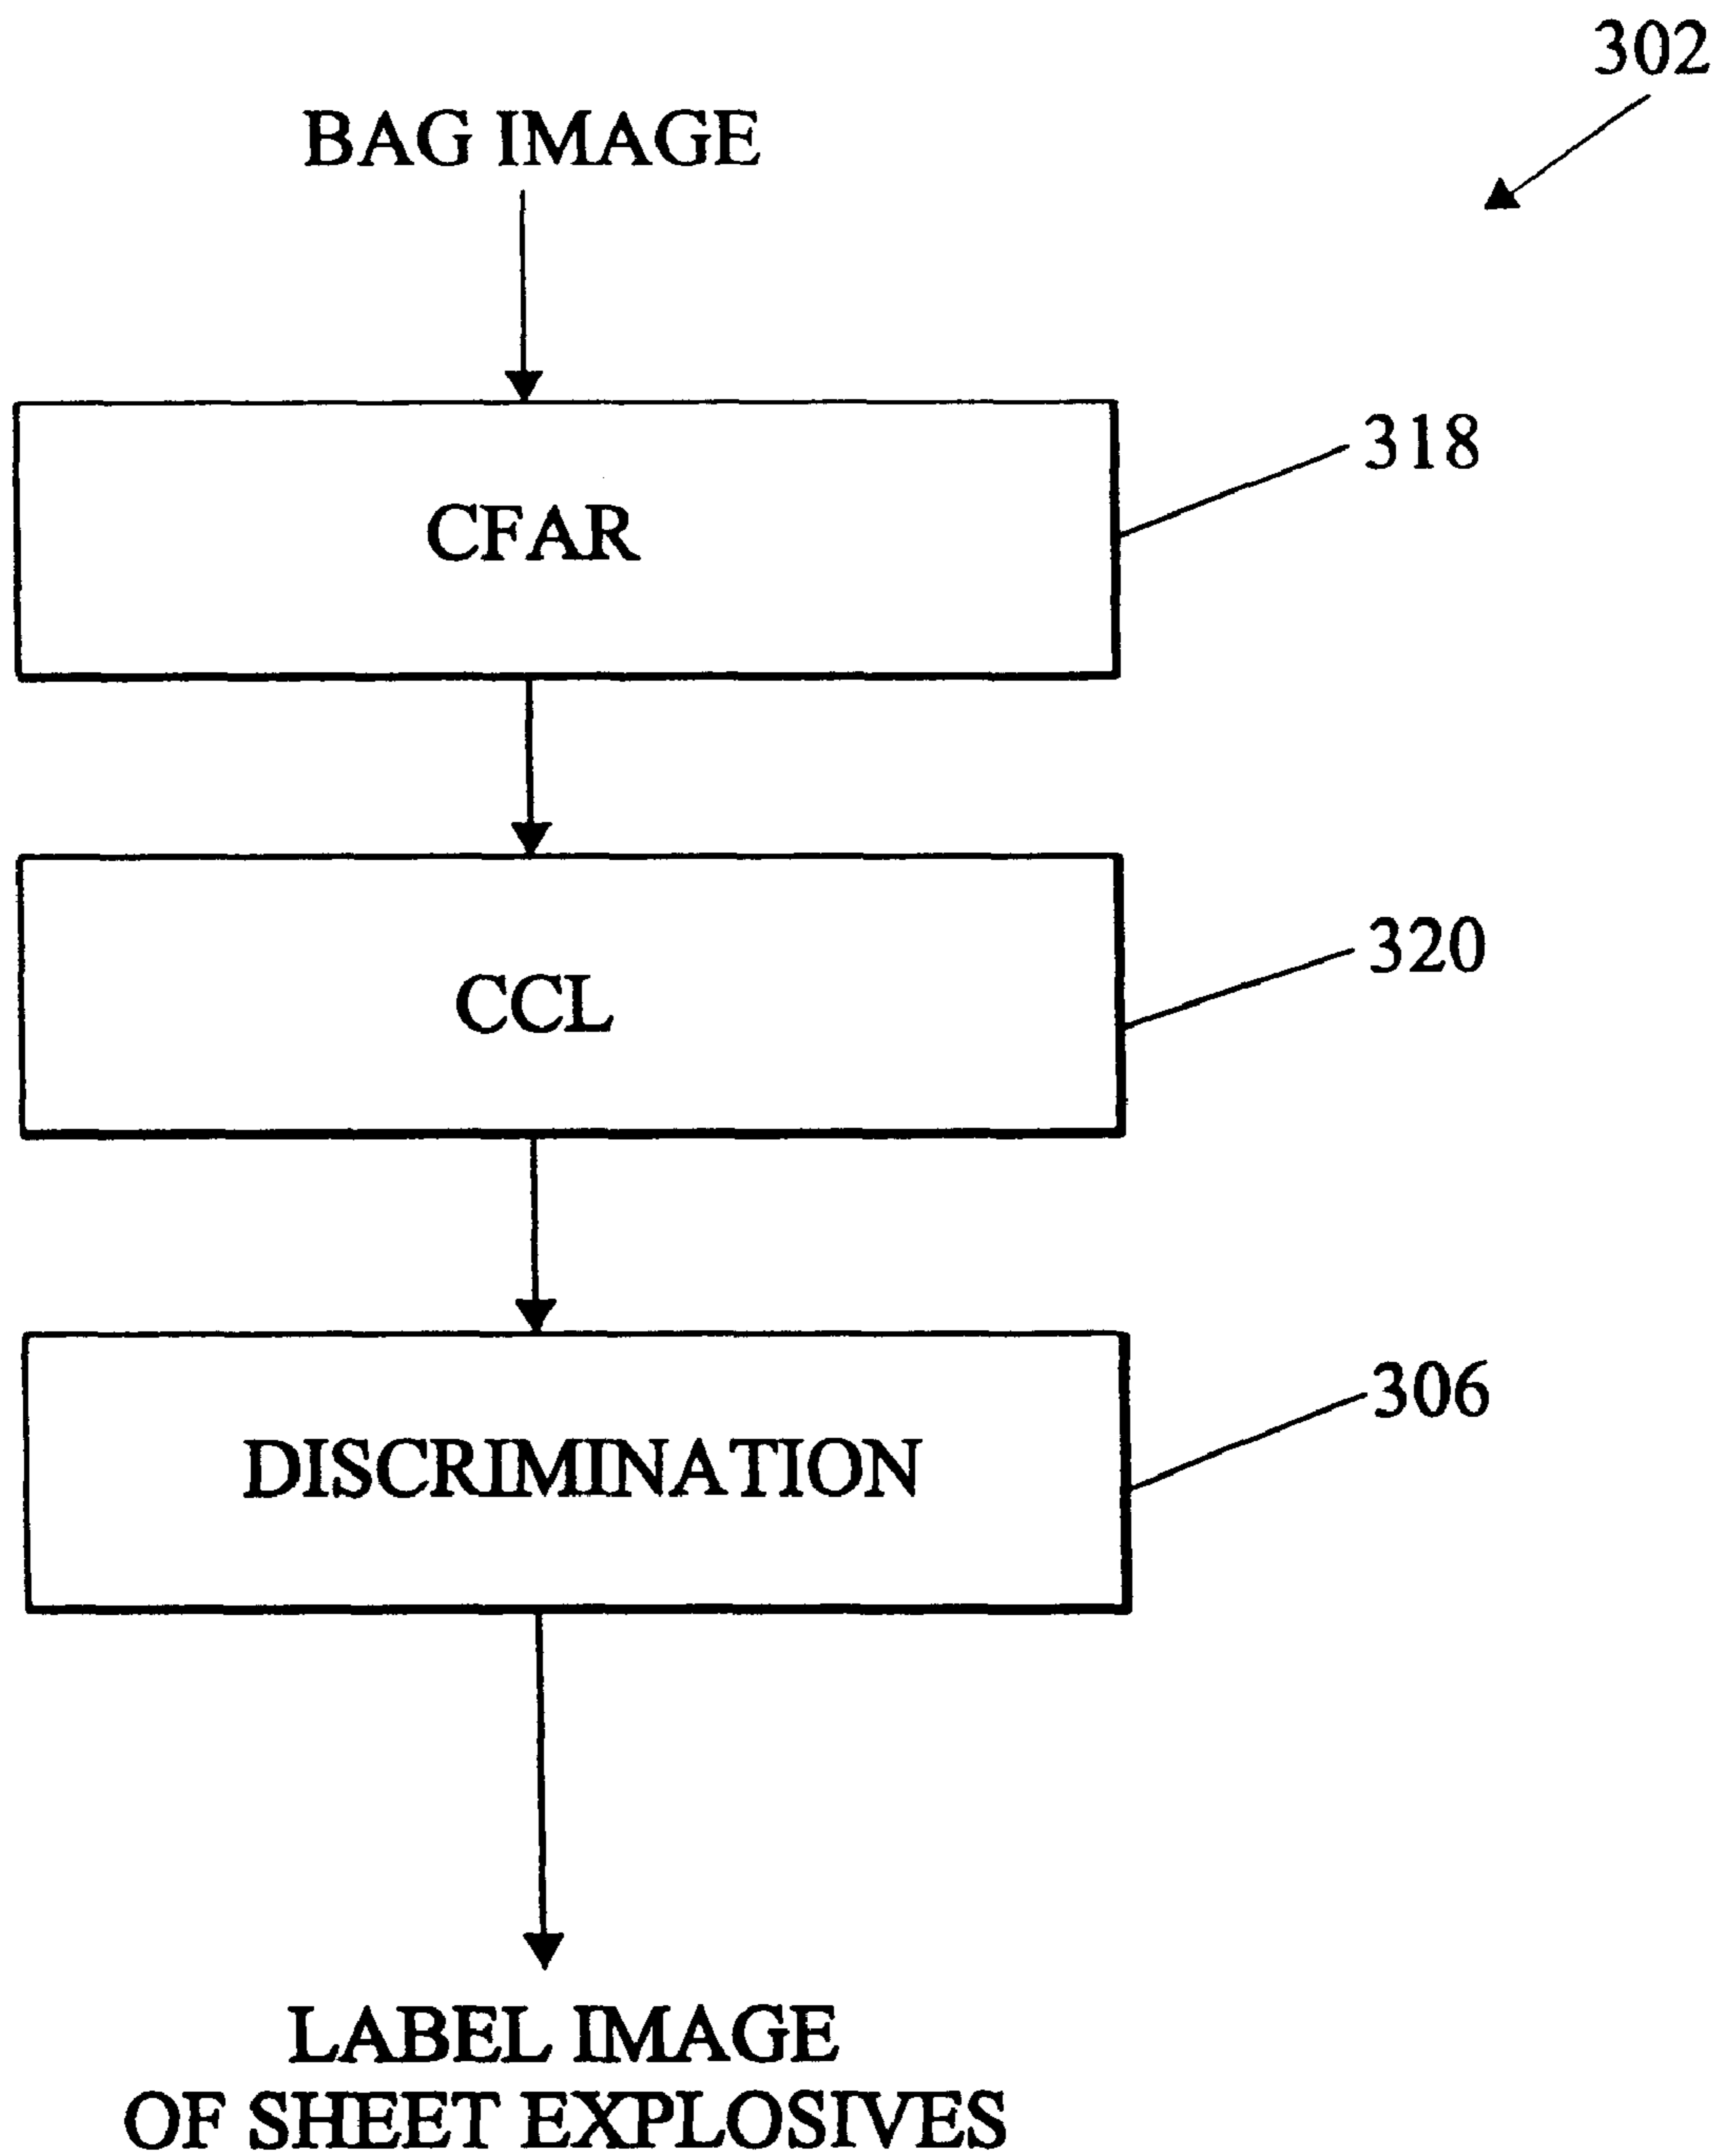 302
BAG IMAGE
CFAR
318
CCL
320
DISCRIMINATION
306
LABEL IMAGE
OF SHEET EXPLOSIVES